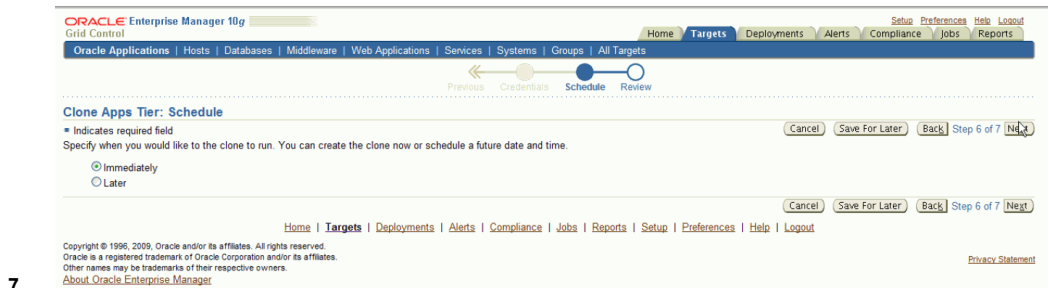 ORACLE Enterprise Manager 10g
Grid Control
Setup Preferences Help Logout
Home Targets Deployments Alerts Compliance Jobs Reports
Oracle Applications | Hosts | Databases | Middleware | Web Applications | Services | Systems | Groups | All Targets
Previous Credentials Schedule Review
Clone Apps Tier: Schedule
Indicates required field
Cancel Save For Later Back Step 6 of 7 Next
Specify when you would like to the clone to run. You can create the clone now or schedule a future date and time.
Immediately
Later
Cancel Save For Later Back Step 6 of 7 Next
Home | Targets | Deployments | Alerts | Compliance | Jobs | Reports | Setup | Preferences | Help | Logout
Copyright © 1996, 2009, Oracle and/or its affiliates. All rights reserved.
Oracle is a registered trademark of Oracle Corporation and/or its affiliates.
Other names may be trademarks of their respective owners.
Privacy Statement
About Oracle Enterprise Manager
7